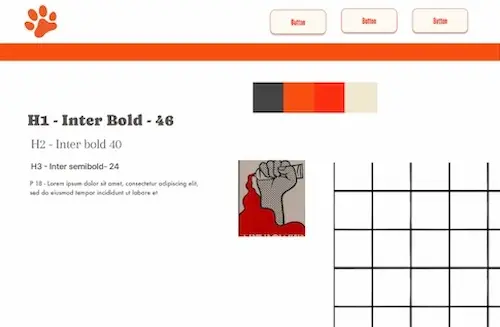 Button
Button
Button
H1 - Inter Bold - 46
H2 - Inter bold 40
H3 - Inter semibold- 24
P 18 - Lorem ipsum dolor sit amet, consectetur adipiscing elit,
sed do eiusmod tempor incididunt ut labore et